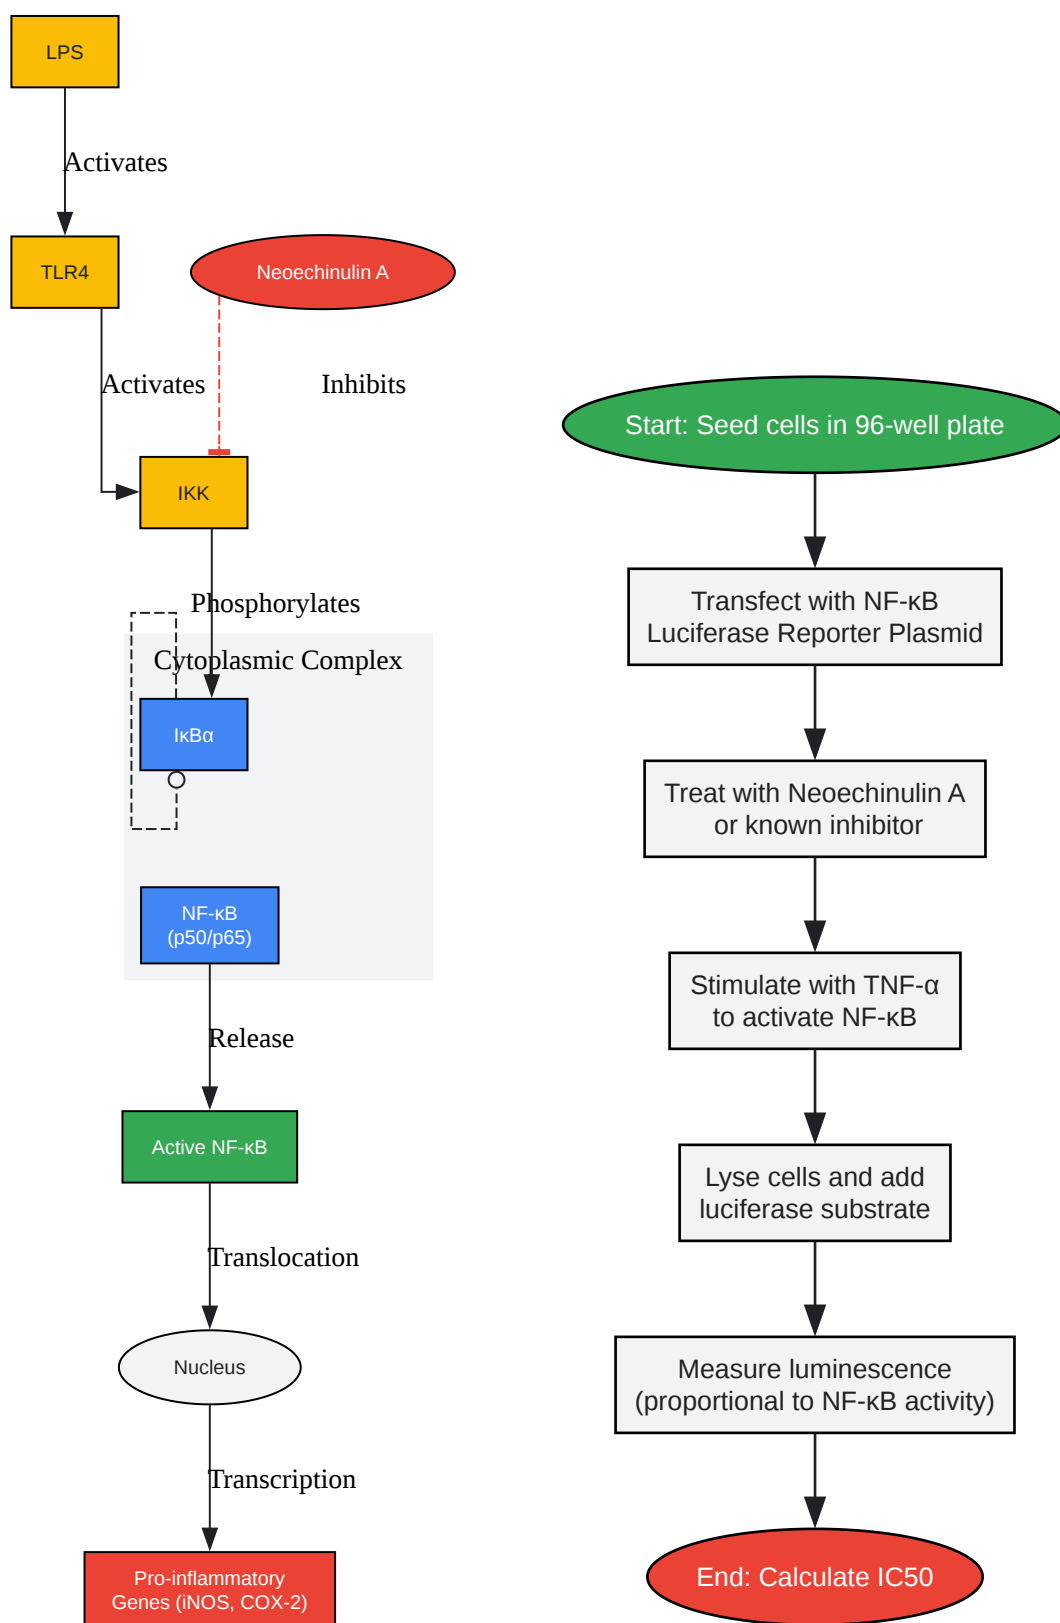 LPS
Activates
TLR4
Neoechinulin A
Activates
Inhibits
IKK
Phosphorylates
Cytoplasmic Complex
IκBα
NF-κB
(p50/p65)
Release
Active NF-κB
Translocation
Nucleus
Transcription
Pro-inflammatory
Genes (iNOS, COX-2)
Start: Seed cells in 96-well plate
Transfect with NF-κB
Luciferase Reporter Plasmid
Treat with Neoechinulin A
or known inhibitor
Stimulate with TNF-α
to activate NF-κB
Lyse cells and add
luciferase substrate
Measure luminescence
(proportional to NF-κB activity)
End: Calculate IC50